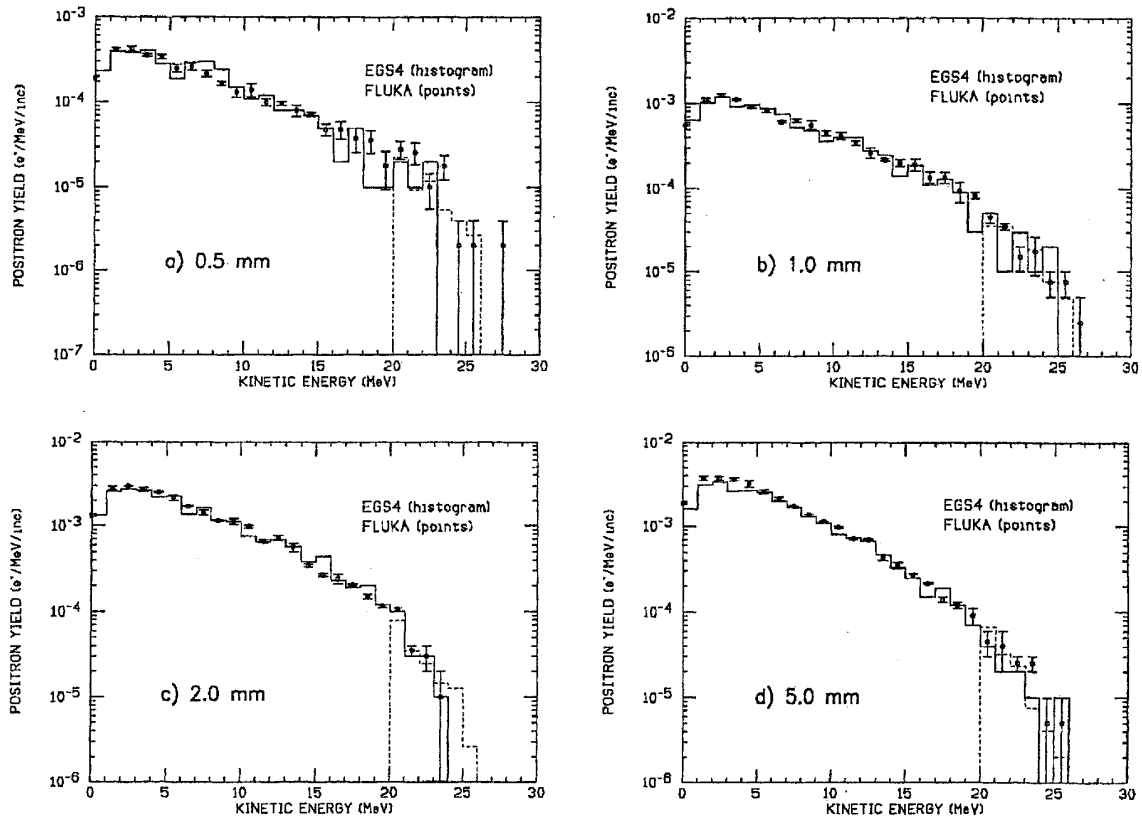 10⁻³
10⁻⁴
10⁻⁵
10⁻⁶
10⁻⁷
POSITRON YIELD (e⁺/MeV/inc)
EGS4 (histogram)
FLUKA (points)
a) 0.5 mm
0 5 10 15 20 25 30
KINETIC ENERGY (MeV)
10⁻²
10⁻³
10⁻⁴
10⁻⁵
10⁻⁶
POSITRON YIELD (e⁺/MeV/inc)
EGS4 (histogram)
FLUKA (points)
b) 1.0 mm
0 5 10 15 20 25 30
KINETIC ENERGY (MeV)
10⁻²
10⁻³
10⁻⁴
10⁻⁵
10⁻⁶
POSITRON YIELD (e⁺/MeV/inc)
EGS4 (histogram)
FLUKA (points)
c) 2.0 mm
0 5 10 15 20 25 30
KINETIC ENERGY (MeV)
10⁻²
10⁻³
10⁻⁴
10⁻⁵
10⁻⁶
POSITRON YIELD (e⁺/MeV/inc)
EGS4 (histogram)
FLUKA (points)
d) 5.0 mm
0 5 10 15 20 25 30
KINETIC ENERGY (MeV)